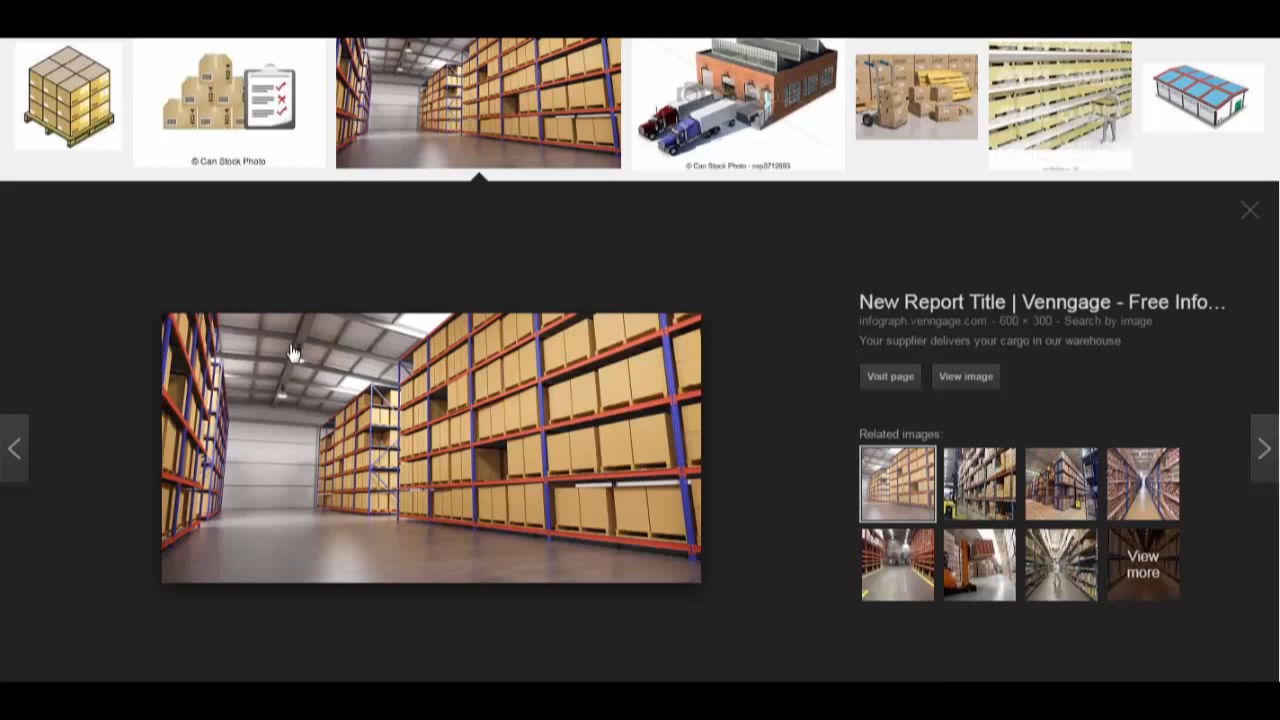 © Can Stock Photo
© Can Stock Photo - csp3712693
New Report Title | Venngage - Free Info...
infograph.venngage.com - 600 × 300 - Search by image
Your supplier delivers your cargo in our warehouse
Visit page
View image
Related images:
View
more